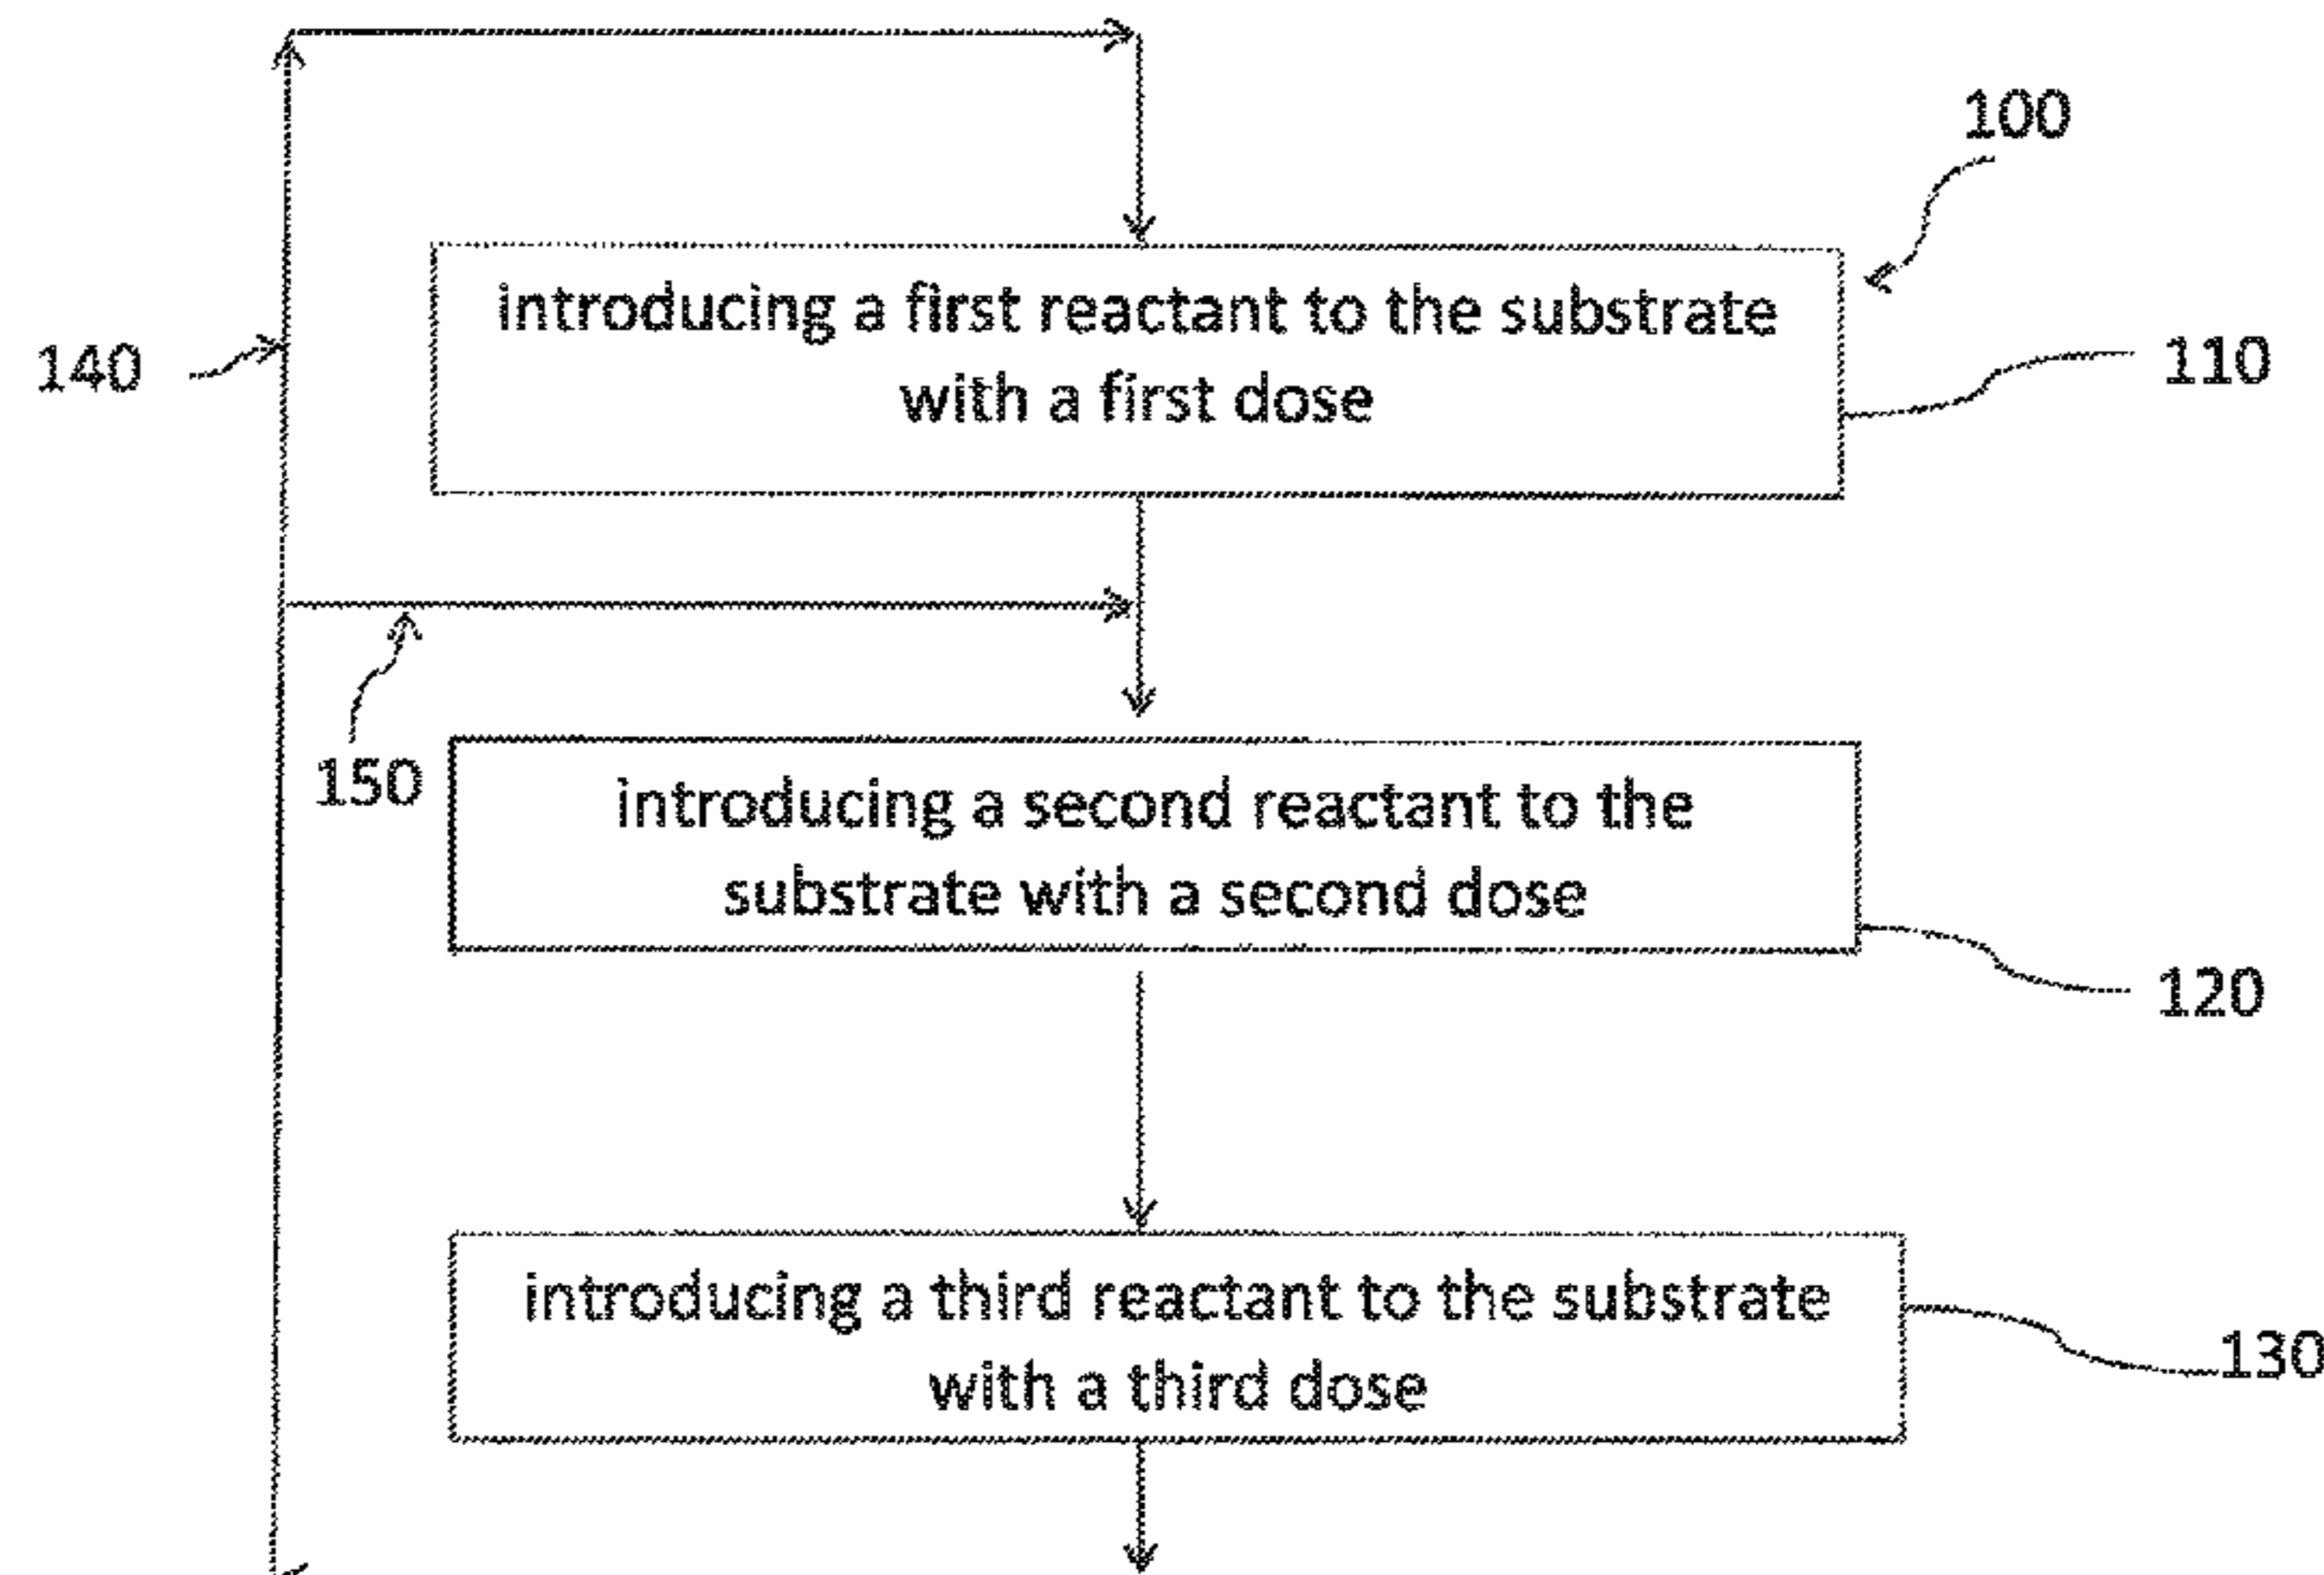 100
introducing a first reactant to the substrate
with a first dose
140
110
150
introducing a second reactant to the
substrate with a second dose
120
introducing a third reactant to the substrate
with a third dose
130